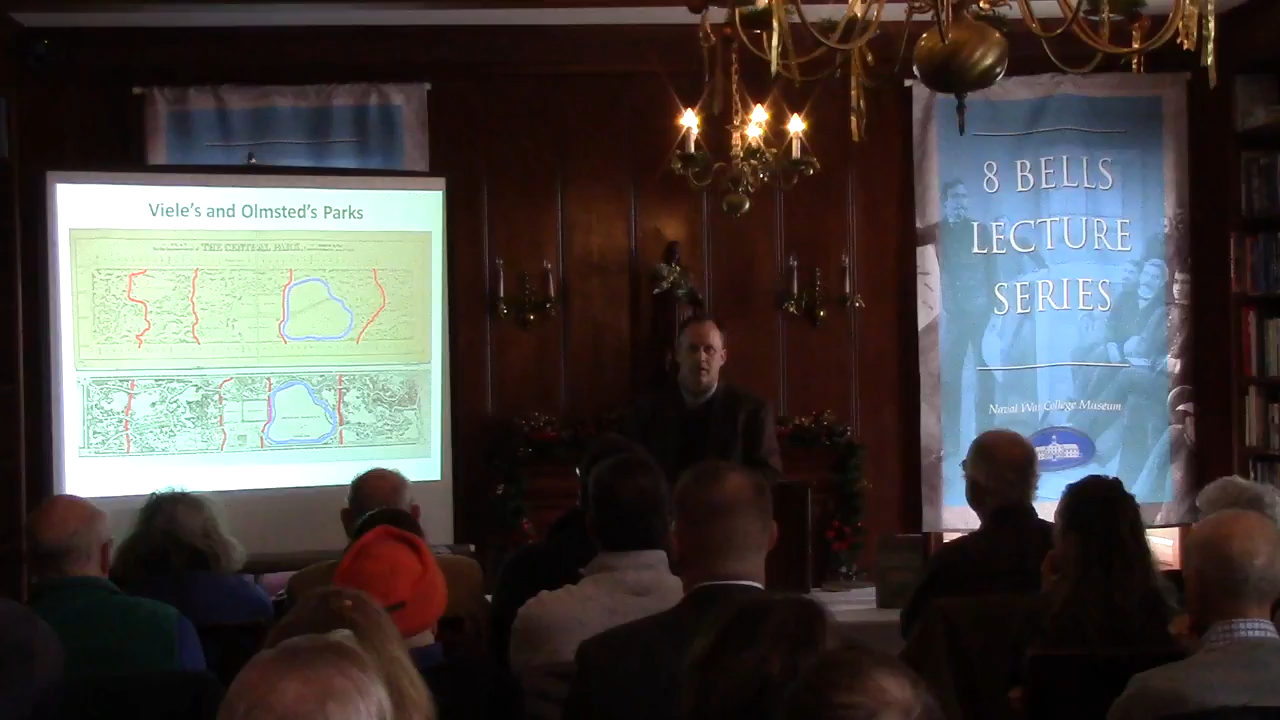 Viele's and Olmsted's Parks
THE CENTRAL PARK
8 BELLS
LECTURE
SERIES
Naval War College Museum